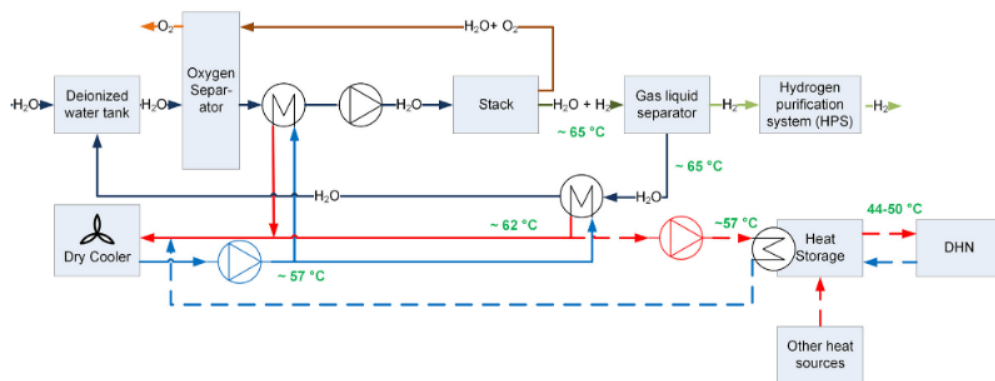 O₂
H₂O+ O₂
H₂O
Deionized
water tank
H₂O
Oxygen
Separ-
ator
M
H₂O
Stack
H₂O + H₂
Gas liquid
separator
H₂
Hydrogen
purification
system (HPS)
H₂
~ 65 °C
~ 65 °C
H₂O
M
H₂O
Dry Cooler
~ 57 °C
~ 62 °C
~57 °C
M
Heat
Storage
44-50 °C
DHN
Other heat
sources